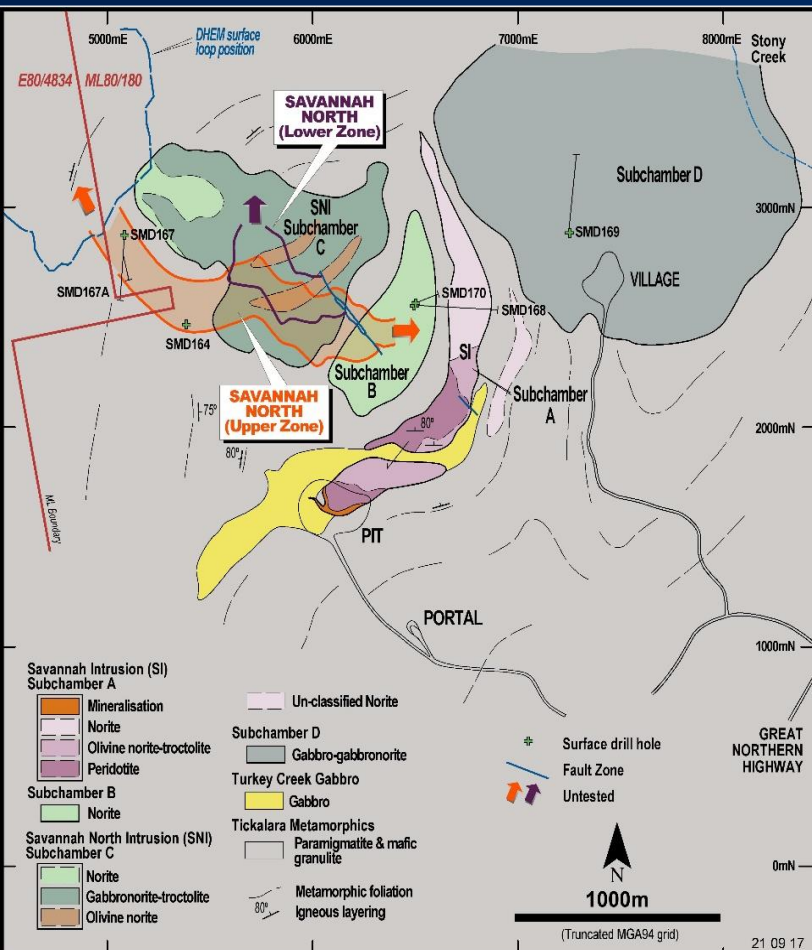 5000mE
6000mE
7000mE
8000mE
Stony
Creek
DHEM surface
loop position
E80/4834
ML80/180
SAVANNAH
NORTH
(Lower Zone)
Subchamber D
3000mN
SNI
Subchamber
C
SMD167
SMD169
SMD167A
SMD170
VILLAGE
SMD168
SMD164
SI
Subchamber
B
Subchamber
A
SAVANNAH
NORTH
(Upper Zone)
75°
80°
80°
2000mN
ML Boundary
PIT
PORTAL
1000mN
Savannah Intrusion (SI)
Subchamber A
Mineralisation
Norite
Olivine norite-troctolite
Peridotite
Subchamber B
Norite
Savannah North Intrusion (SNI)
Subchamber C
Norite
Gabbronorite-troctolite
Olivine norite
Un-classified Norite
Subchamber D
Gabbro-gabbronorite
Turkey Creek Gabbro
Gabbro
Tickalara Metamorphics
Paramigmatite & mafic
granulite
Metamorphic foliation
80°
Igneous layering
Surface drill hole
Fault Zone
Untested
GREAT
NORTHERN
HIGHWAY
0mN
N
1000m
(Truncated MGA94 grid)
21 09 17